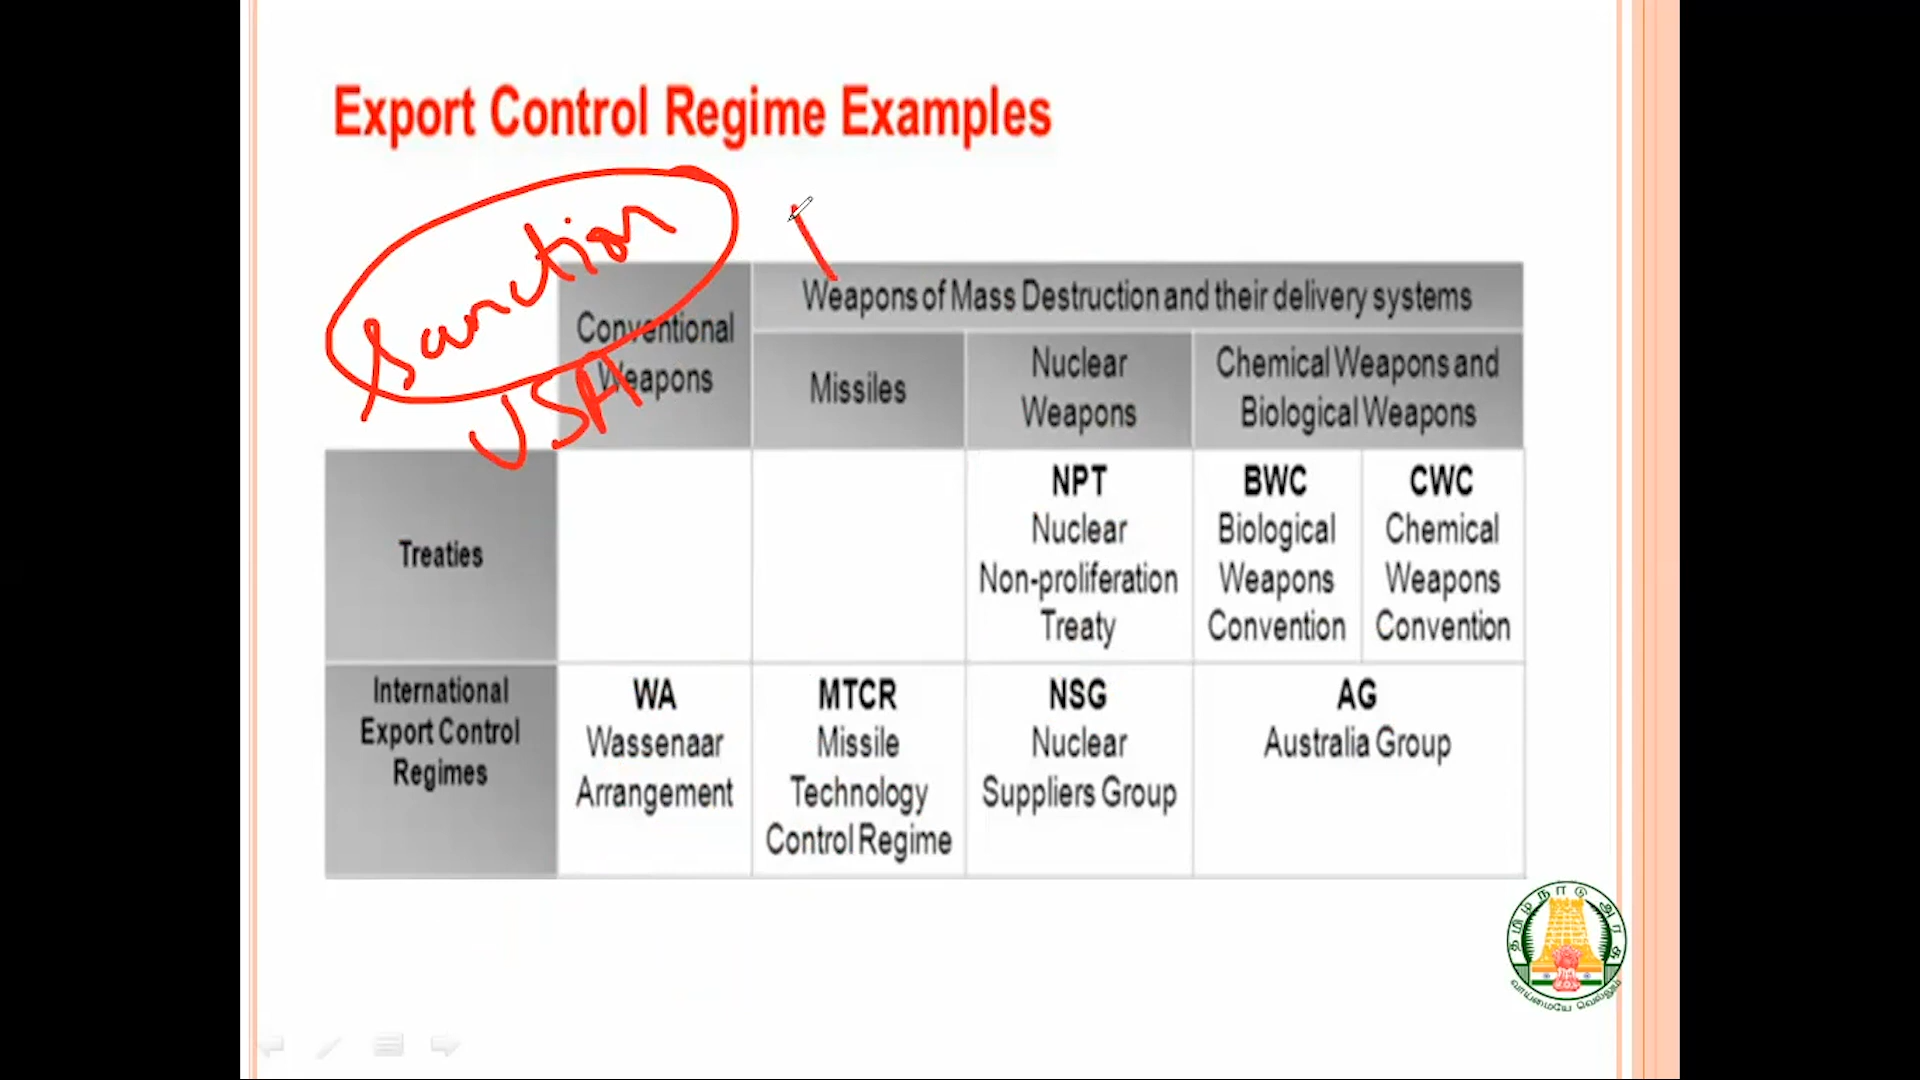 Export Control Regime Examples
Sanction
USA
Conventional
Weapons
Weapons of Mass Destruction and their delivery systems
Missiles
Nuclear
Weapons
Chemical Weapons and
Biological Weapons
Treaties
NPT
Nuclear
Non-proliferation
Treaty
BWC
Biological
Weapons
Convention
CWC
Chemical
Weapons
Convention
International
Export Control
Regimes
WA
Wassenaar
Arrangement
MTCR
Missile
Technology
Control Regime
NSG
Nuclear
Suppliers Group
AG
Australia Group
தமிழ்நாடு அரசு
வாய்மையே வெல்லும்